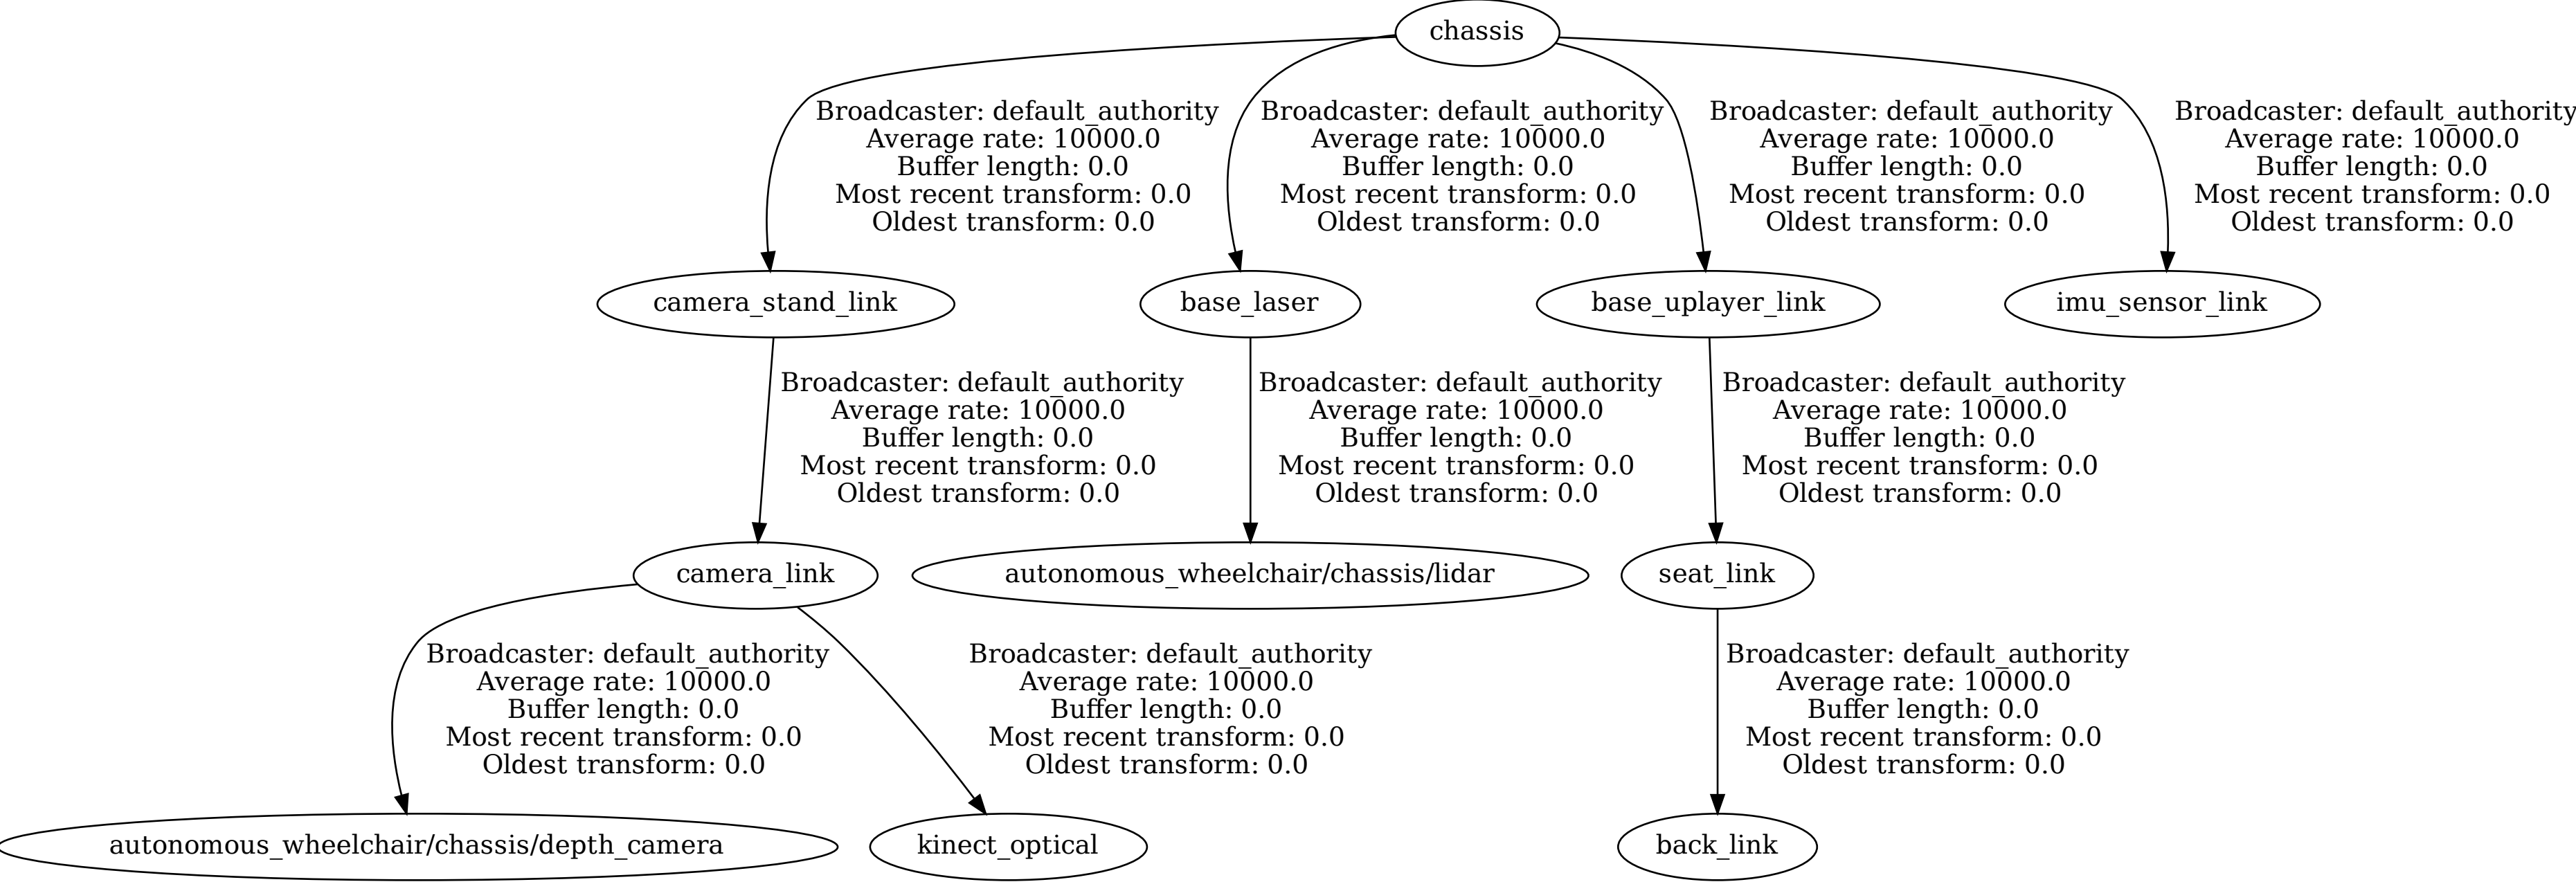 chassis
Broadcaster: default_authority
Average rate: 10000.0
Buffer length: 0.0
Most recent transform: 0.0
Oldest transform: 0.0
Broadcaster: default_authority
Average rate: 10000.0
Buffer length: 0.0
Most recent transform: 0.0
Oldest transform: 0.0
Broadcaster: default_authority
Average rate: 10000.0
Buffer length: 0.0
Most recent transform: 0.0
Oldest transform: 0.0
Broadcaster: default_authority
Average rate: 10000.0
Buffer length: 0.0
Most recent transform: 0.0
Oldest transform: 0.0
camera_stand_link
base_laser
base_uplayer_link
imu_sensor_link
Broadcaster: default_authority
Average rate: 10000.0
Buffer length: 0.0
Most recent transform: 0.0
Oldest transform: 0.0
Broadcaster: default_authority
Average rate: 10000.0
Buffer length: 0.0
Most recent transform: 0.0
Oldest transform: 0.0
Broadcaster: default_authority
Average rate: 10000.0
Buffer length: 0.0
Most recent transform: 0.0
Oldest transform: 0.0
camera_link
autonomous_wheelchair/chassis/lidar
seat_link
Broadcaster: default_authority
Average rate: 10000.0
Buffer length: 0.0
Most recent transform: 0.0
Oldest transform: 0.0
Broadcaster: default_authority
Average rate: 10000.0
Buffer length: 0.0
Most recent transform: 0.0
Oldest transform: 0.0
Broadcaster: default_authority
Average rate: 10000.0
Buffer length: 0.0
Most recent transform: 0.0
Oldest transform: 0.0
autonomous_wheelchair/chassis/depth_camera
kinect_optical
back_link